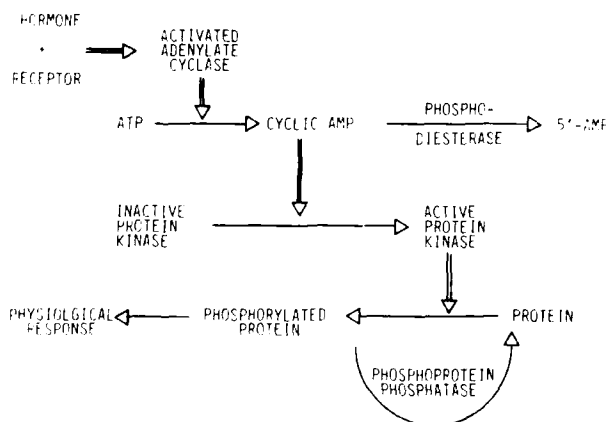 HORMONE
+
RECEPTOR
ACTIVATED
ADENYLATE
CYCLASE
ATP
CYCLIC AMP
PHOSPHO-
DIESTERASE
5'-AMP
INACTIVE
PROTEIN
KINASE
ACTIVE
PROTEIN
KINASE
PHYSIOLGICAL
RESPONSE
PHOSPHORYLATED
PROTEIN
PROTEIN
PHOSPHOPROTEIN
PHOSPHATASE